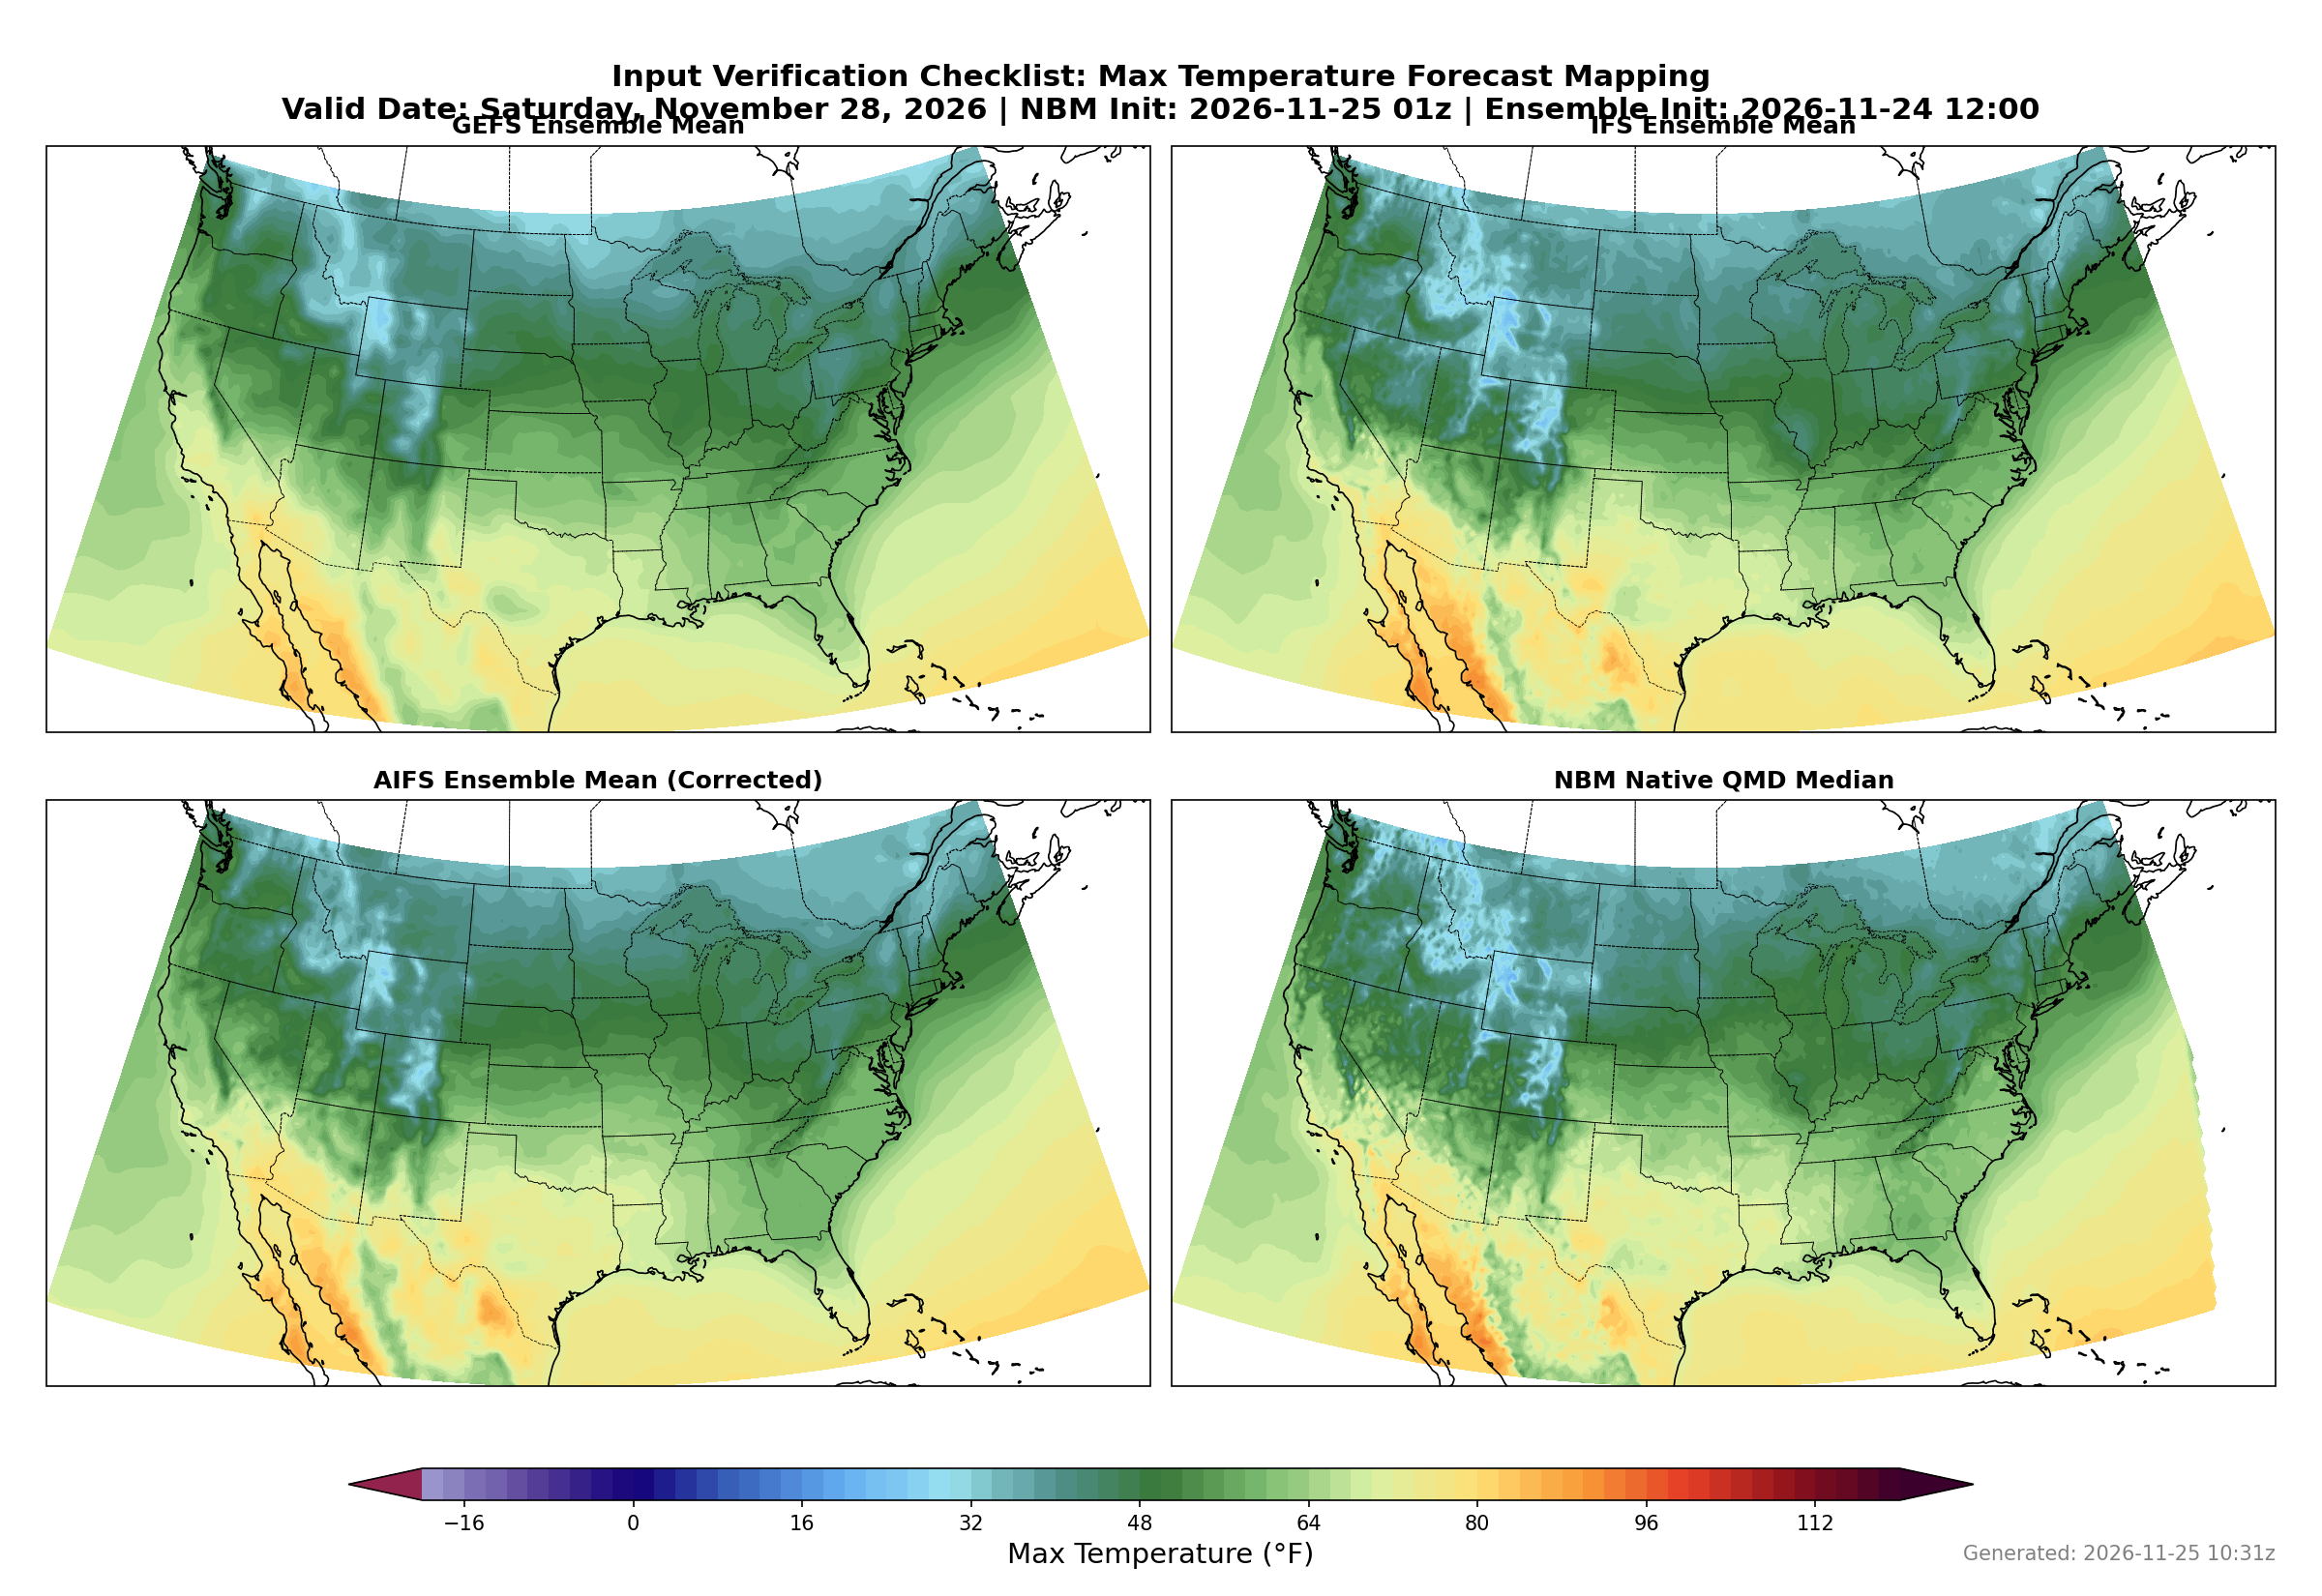 Input Verification Checklist: Max Temperature Forecast Mapping
Valid Date: Saturday, November 28, 2026 | NBM Init: 2026-11-25 01z | Ensemble Init: 2026-11-24 12:00
GEFS Ensemble Mean
IFS Ensemble Mean
AIFS Ensemble Mean (Corrected)
NBM Native QMD Median
−16 0 16 32 48 64 80 96 112
Max Temperature (°F)
Generated: 2026-11-25 10:31z